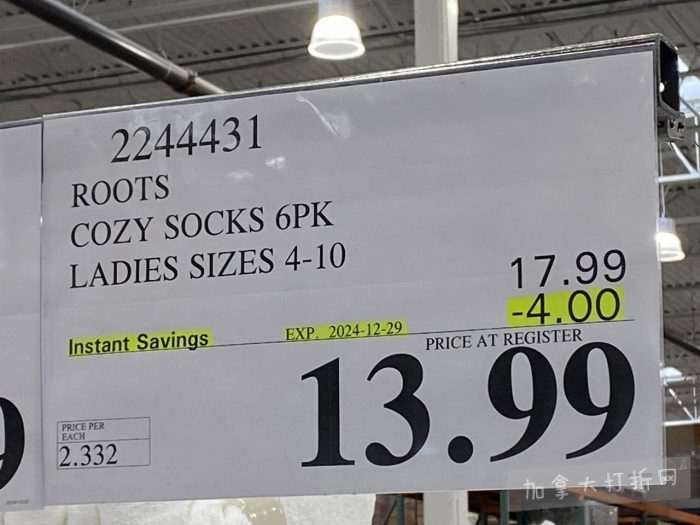 2244431
ROOTS
COZY SOCKS 6PK
LADIES SIZES 4-10
17.99
-4.00
Instant Savings
EXP. 2024-12-29
PRICE AT REGISTER
13.99
PRICE PER
EACH
2.332
9
加拿大打折网